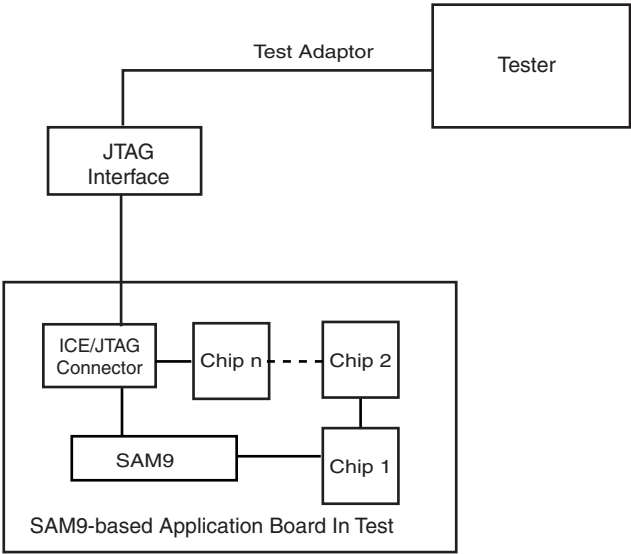 Test Adaptor
Tester
JTAG
Interface
ICE/JTAG
Connector
Chip n
Chip 2
SAM9
Chip 1
SAM9-based Application Board In Test